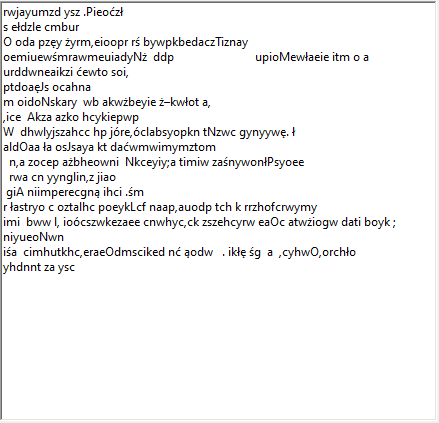 rwjayumzd ysz .Pieoćzł
s ełdzle cmbur
O oda pzęy żyrm,eioopr rś bywpkbedaczTiznay
oemiuewśmrawmeuiadyNż ddp upioMewłaeie itm o a
urddwneaikzi ćewto soi,
ptdoaęJs ocahna
m oidoNskary wb akwżbeyie ż–kwłot a,
,ice Akza azko hcykiepwp
W dhwlyjszahcc hp jóre,óclabsyopkn tNzwc gynyywę. ł
aldOaa ła osJsaya kt daćwmwimymztom
n,a zocep ażbheowni Nkceyiy;a timiw zaśnywonłPsyoee
rwa cn yynglin,z jiao
giA niimperecgną ihci .śm
r łastryo c oztalhc poeykLcf naap,auodp tch k rrzhofcrwymy
imi bww l, ioócszwkezaee cnwhyc,ck zszehcyrw eaOc atwżiogw dati boyk ;
niyueoNwn
iśa cimhutkhc,eraeOdmsciked nć ąodw . ikłę śg a ,cyhwO,orchło
yhdnnt za ysc